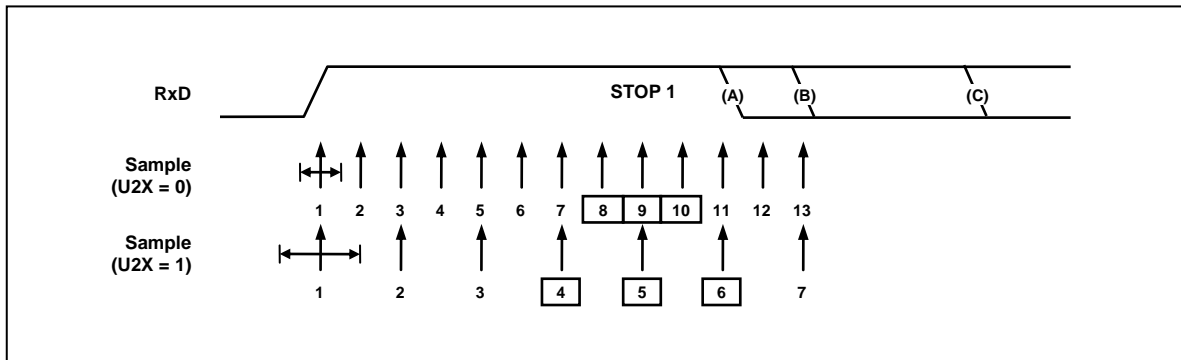 RxD
STOP 1
(A)
(B)
(C)
Sample
(U2X = 0)
1 2 3 4 5 6 7 8 9 10 11 12 13
Sample
(U2X = 1)
1 2 3 4 5 6 7